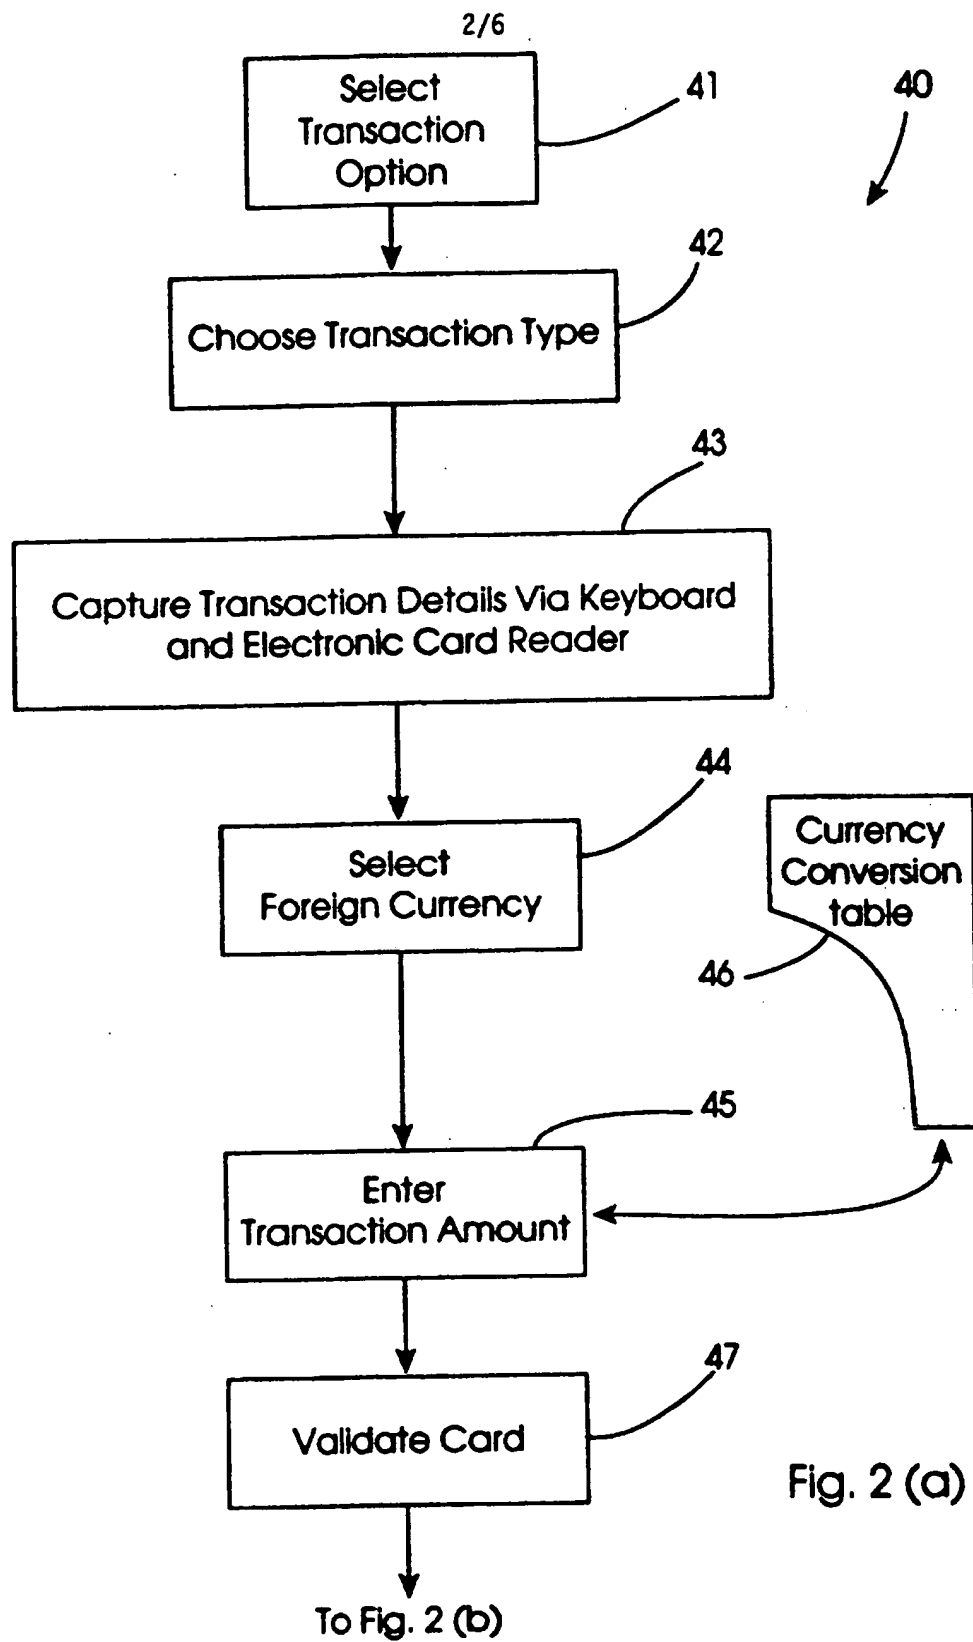 2/6
Select
Transaction
Option
41
40
Choose Transaction Type
42
43
Capture Transaction Details Via Keyboard
and Electronic Card Reader
44
Select
Foreign Currency
Currency
Conversion
table
46
45
Enter
Transaction Amount
47
Validate Card
Fig. 2 (a)
To Fig. 2 (b)